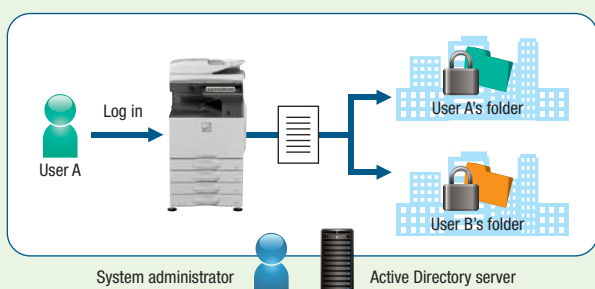 Log in
User A
User A's folder
User B's folder
System administrator
Active Directory server